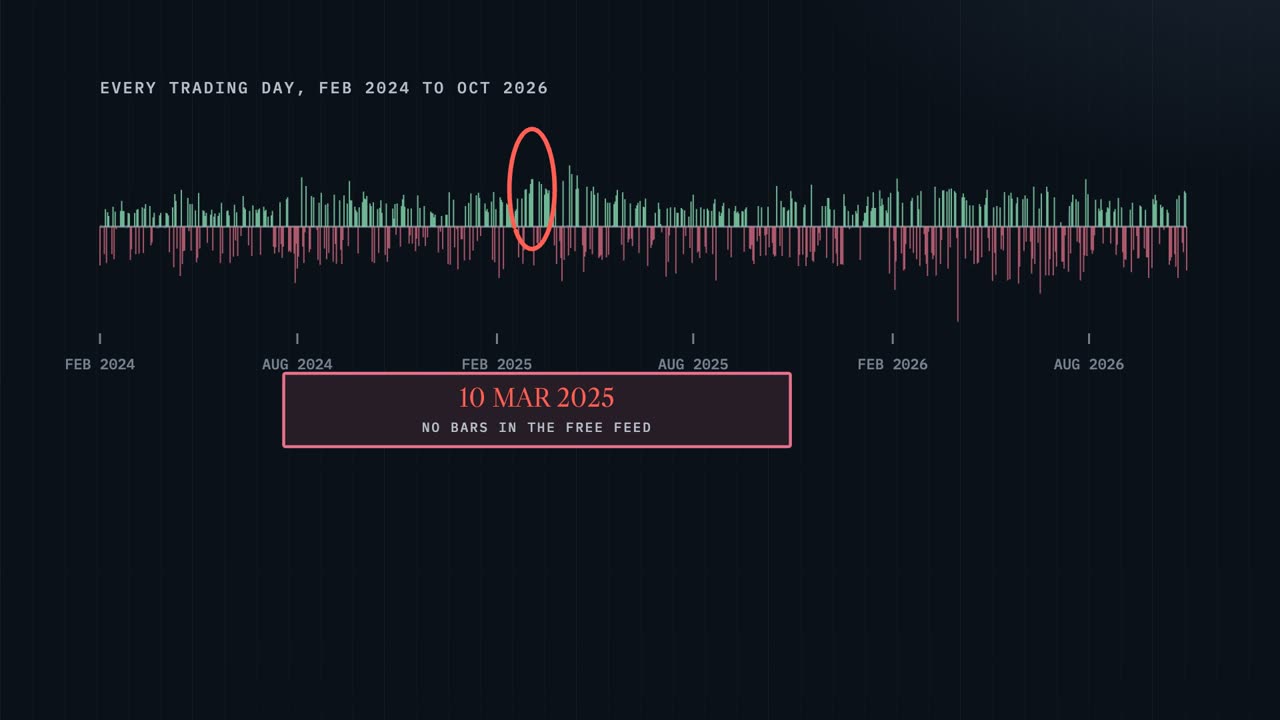 EVERY TRADING DAY, FEB 2024 TO OCT 2026
FEB 2024 AUG 2024 FEB 2025 AUG 2025 FEB 2026 AUG 2026
10 MAR 2025
NO BARS IN THE FREE FEED